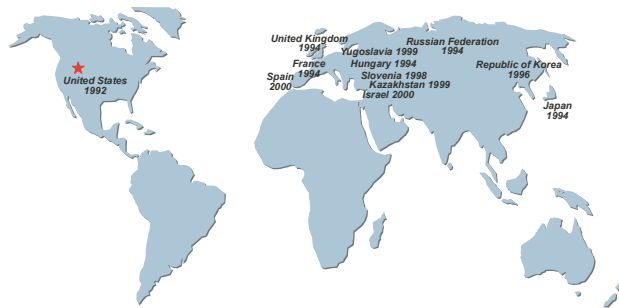 United States
1992
United Kingdom
1994
France
1994
Spain
2000
Yugoslavia 1999
Hungary 1994
Slovenia 1998
Kazakhstan 1999
Israel 2000
Russian Federation
1994
Republic of Korea
1996
Japan
1994